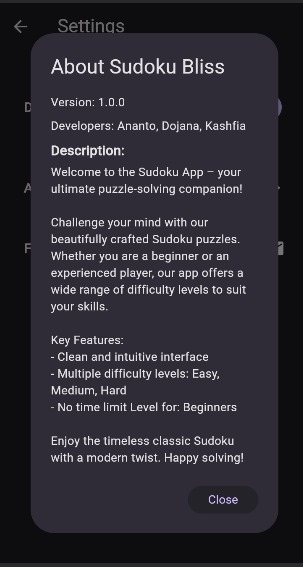 Settings
About Sudoku Bliss
Version: 1.0.0
Developers: Ananto, Dojana, Kashfia
Description:
Welcome to the Sudoku App – your
ultimate puzzle-solving companion!
Challenge your mind with our
beautifully crafted Sudoku puzzles.
Whether you are a beginner or an
experienced player, our app offers a
wide range of difficulty levels to suit
your skills.
Key Features:
- Clean and intuitive interface
- Multiple difficulty levels: Easy,
Medium, Hard
- No time limit Level for: Beginners
Enjoy the timeless classic Sudoku
with a modern twist. Happy solving!
Close